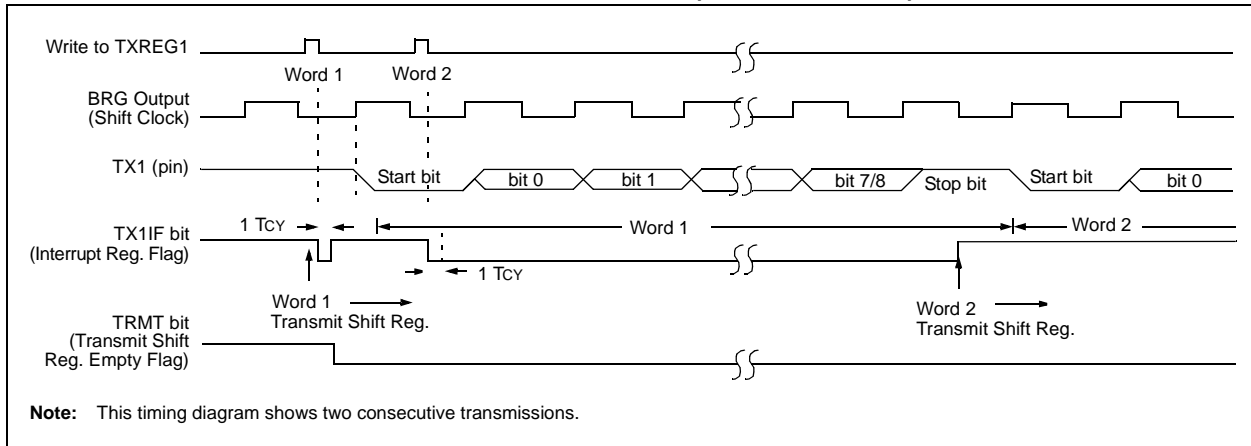 Write to TXREG1
Word 1
Word 2
BRG Output
(Shift Clock)
TX1 (pin)
Start bit
bit 0
bit 1
bit 7/8
Stop bit
Start bit
bit 0
1 TCY
Word 1
Word 2
TX1IF bit
(Interrupt Reg. Flag)
1 TCY
Word 1
Transmit Shift Reg.
Word 2
Transmit Shift Reg.
TRMT bit
(Transmit Shift
Reg. Empty Flag)
Note: This timing diagram shows two consecutive transmissions.